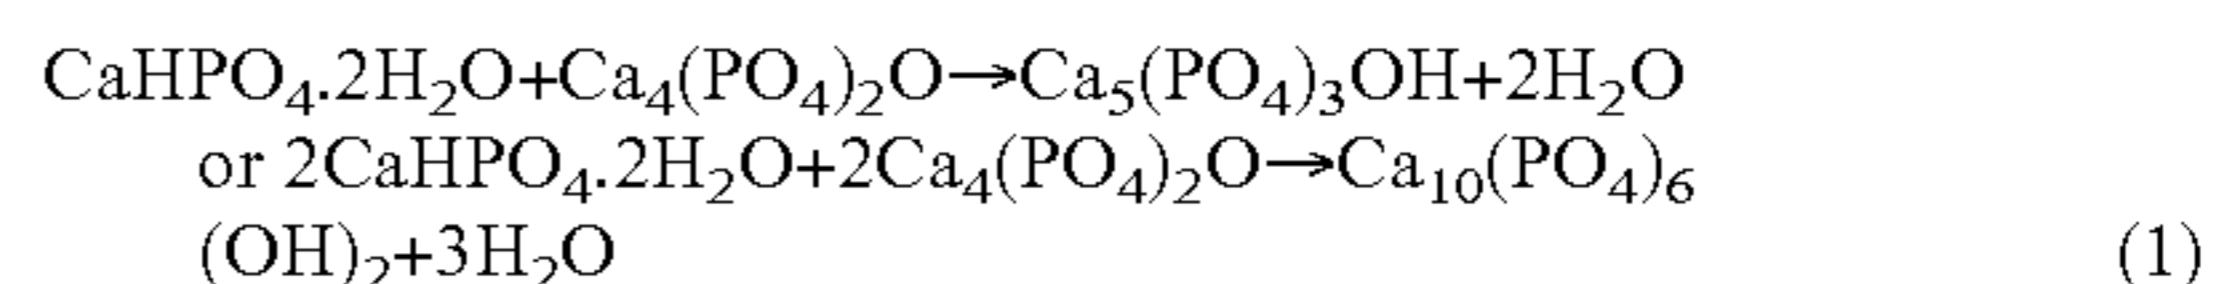 CaHPO₄.2H₂O+Ca₄(PO₄)₂O→Ca₅(PO₄)₃OH+2H₂O
or 2CaHPO₄.2H₂O+2Ca₄(PO₄)₂O→Ca₁₀(PO₄)₆
(OH)₂+3H₂O (1)